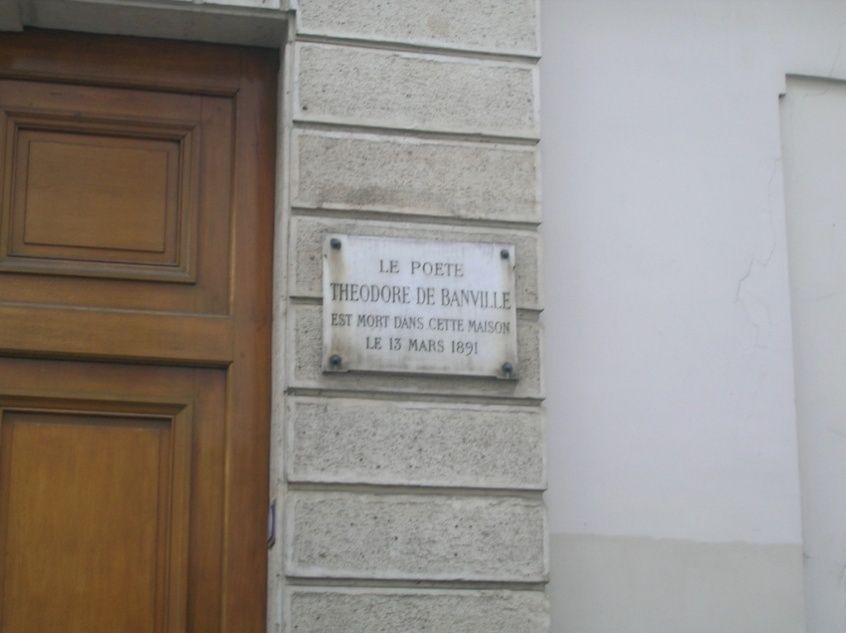 LE POETE
THEODORE DE BANVILLE
EST MORT DANS CETTE MAISON
LE 13 MARS 1891